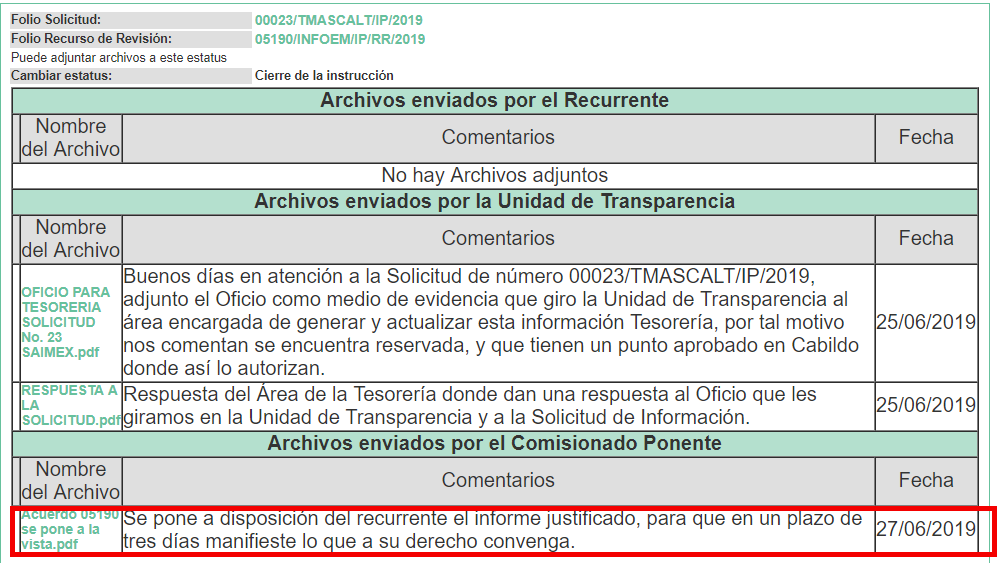 Folio Solicitud: 00023/TMASCALT/IP/2019
Folio Recurso de Revisión: 05190/INFOEM/IP/RR/2019
Puede adjuntar archivos a este estatus
Cambiar estatus: Cierre de la instrucción
Archivos enviados por el Recurrente
Nombre
del Archivo
Comentarios
Fecha
No hay Archivos adjuntos
Archivos enviados por la Unidad de Transparencia
Nombre
del Archivo
Comentarios
Fecha
OFICIO PARA
TESORERIA
SOLICITUD
No. 23
SAIMEX.pdf
Buenos días en atención a la Solicitud de número 00023/TMASCALT/IP/2019,
adjunto el Oficio como medio de evidencia que giro la Unidad de Transparencia al
área encargada de generar y actualizar esta información Tesorería, por tal motivo
nos comentan se encuentra reservada, y que tienen un punto aprobado en Cabildo
donde así lo autorizan.
25/06/2019
RESPUESTA A
LA
SOLICITUD.pdf
Respuesta del Área de la Tesorería donde dan una respuesta al Oficio que les
giramos en la Unidad de Transparencia y a la Solicitud de Información.
25/06/2019
Archivos enviados por el Comisionado Ponente
Nombre
del Archivo
Comentarios
Fecha
Acuerdo 05190
se pone a la
vista.pdf
Se pone a disposición del recurrente el informe justificado, para que en un plazo de
tres días manifieste lo que a su derecho convenga.
27/06/2019